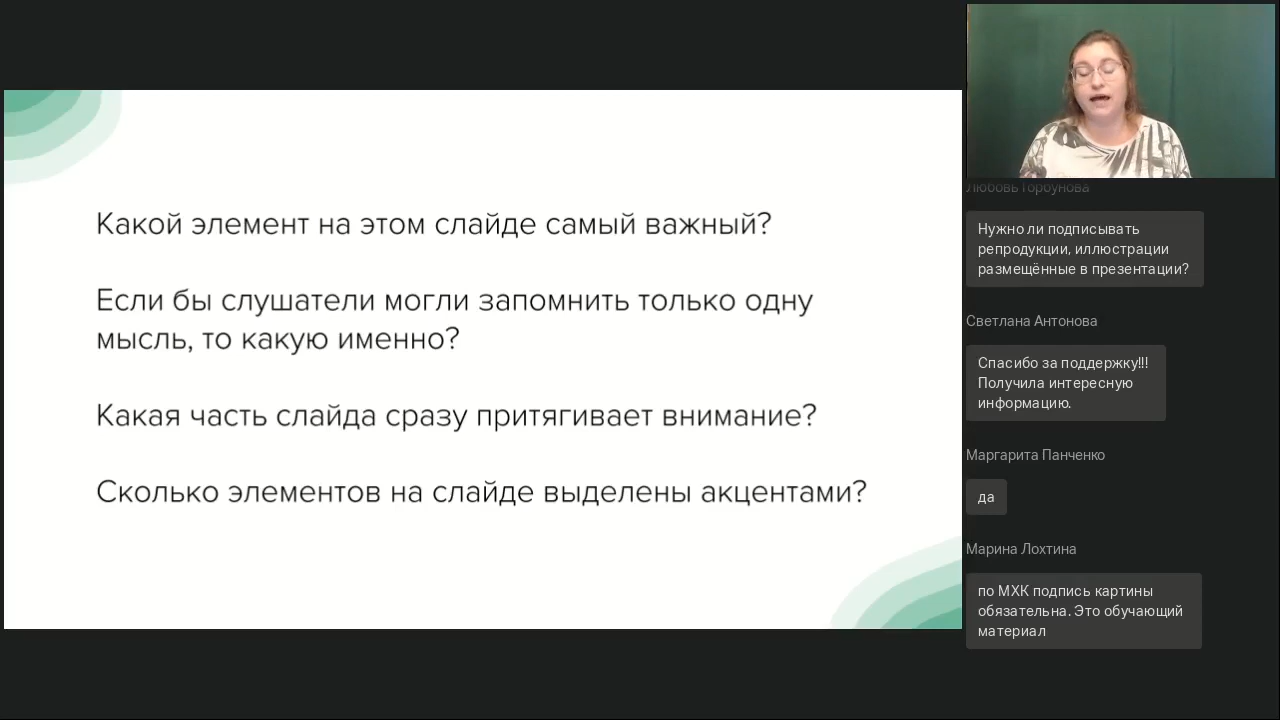 Какой элемент на этом слайде самый важный?
Если бы слушатели могли запомнить только одну
мысль, то какую именно?
Какая часть слайда сразу притягивает внимание?
Сколько элементов на слайде выделены акцентами?
Любовь Горбунова
Нужно ли подписывать
репродукции, иллюстрации
размещённые в презентации?
Светлана Антонова
Спасибо за поддержку!!!
Получила интересную
информацию.
Маргарита Панченко
да
Марина Лохтина
по МХК подпись картины
обязательна. Это обучающий
материал